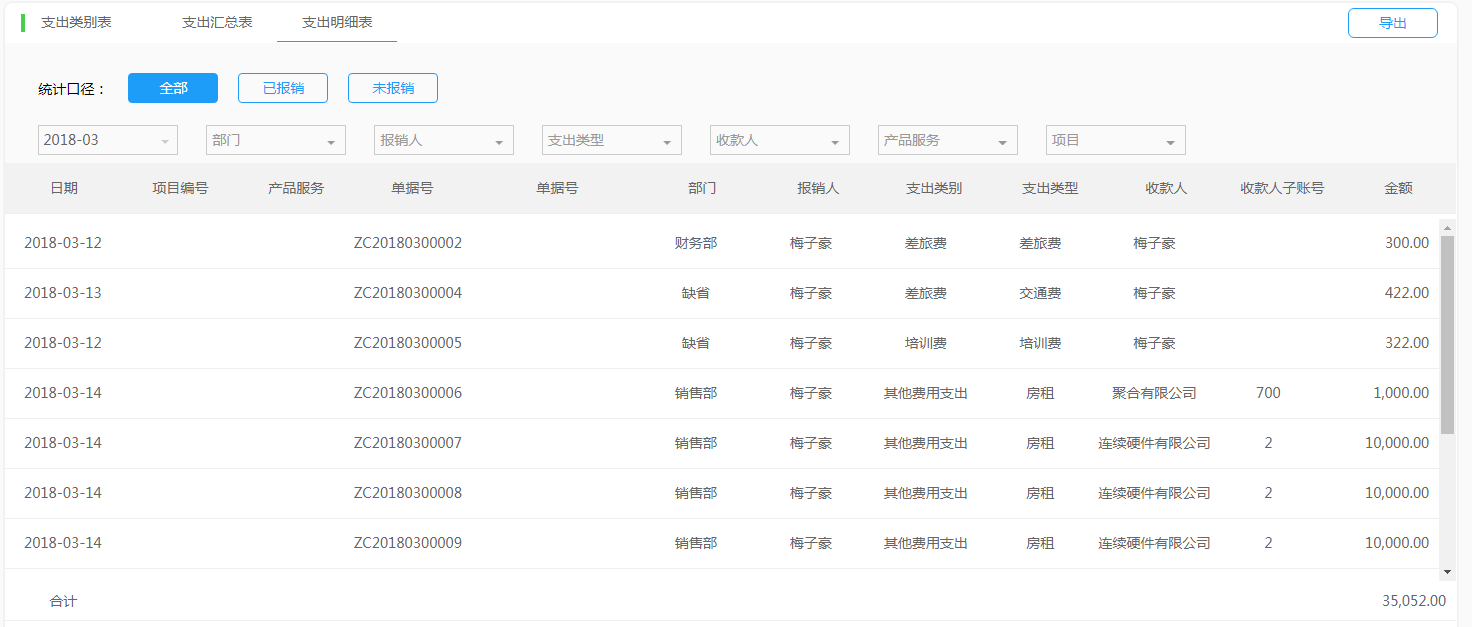 支出类别表 支出汇总表 支出明细表 导出
统计口径： 全部 已报销 未报销
2018-03 部门 报销人 支出类型 收款人 产品服务 项目
日期 项目编号 产品服务 单据号 单据号 部门 报销人 支出类别 支出类型 收款人 收款人子账号 金额
2018-03-12 ZC20180300002 财务部 梅子豪 差旅费 差旅费 梅子豪 300.00
2018-03-13 ZC20180300004 缺省 梅子豪 差旅费 交通费 梅子豪 422.00
2018-03-12 ZC20180300005 缺省 梅子豪 培训费 培训费 梅子豪 322.00
2018-03-14 ZC20180300006 销售部 梅子豪 其他费用支出 房租 聚合有限公司 700 1,000.00
2018-03-14 ZC20180300007 销售部 梅子豪 其他费用支出 房租 连续硬件有限公司 2 10,000.00
2018-03-14 ZC20180300008 销售部 梅子豪 其他费用支出 房租 连续硬件有限公司 2 10,000.00
2018-03-14 ZC20180300009 销售部 梅子豪 其他费用支出 房租 连续硬件有限公司 2 10,000.00
合计 35,052.00